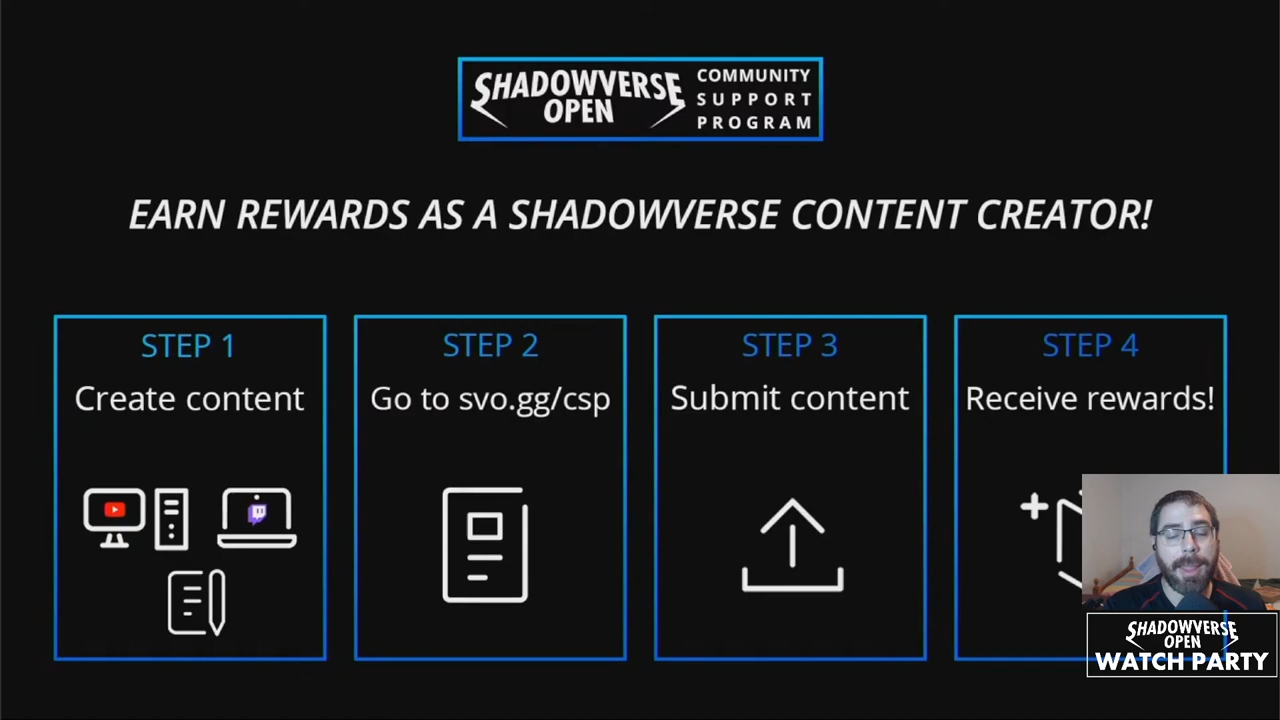 SHADOWVERSE
OPEN
COMMUNITY
SUPPORT
PROGRAM
EARN REWARDS AS A SHADOWVERSE CONTENT CREATOR!
STEP 1
Create content
STEP 2
Go to svo.gg/csp
STEP 3
Submit content
STEP 4
Receive rewards!
SHADOWVERSE
OPEN
WATCH PARTY